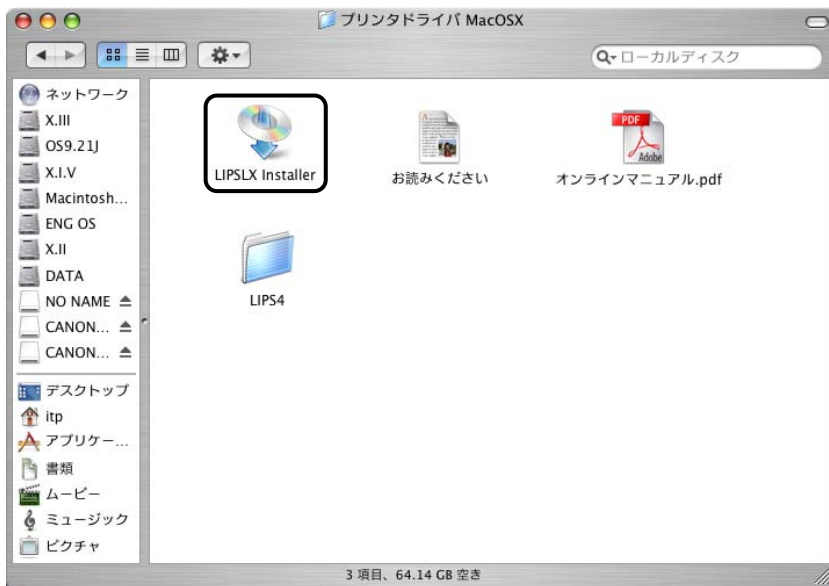 プリンタドライバ MacOSX
ローカルディスク
ネットワーク
X.III
OS9.21J
X.I.V
Macintosh...
ENG OS
X.II
DATA
NO NAME
CANON...
CANON...
デスクトップ
itp
アプリケー...
書類
ムービー
ミュージック
ピクチャ
LIPSLX Installer
お読みください
PDF
Adobe
オンラインマニュアル.pdf
LIPS4
3 項目、64.14 GB 空き